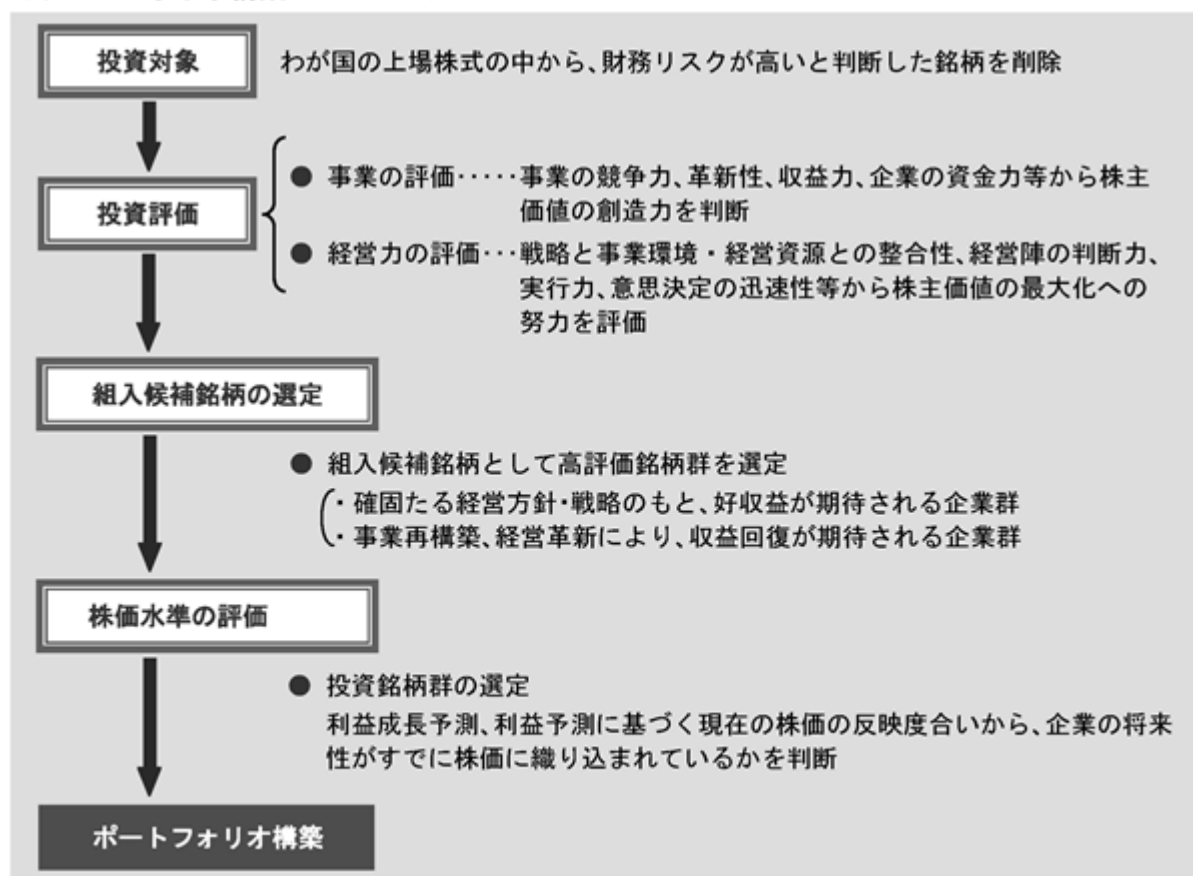 投資対象
わが国の上場株式の中から、財務リスクが高いと判断した銘柄を削除
投資評価
● 事業の評価‥‥‥事業の競争力、革新性、収益力、企業の資金力等から株主
価値の創造力を判断
● 経営力の評価‥･戦略と事業環境・経営資源との整合性、経営陣の判断力、
実行力、意思決定の迅速性等から株主価値の最大化への
努力を評価
組入候補銘柄の選定
● 組入候補銘柄として高評価銘柄群を選定
・確固たる経営方針・戦略のもと、好収益が期待される企業群
・事業再構築、経営革新により、収益回復が期待される企業群
株価水準の評価
● 投資銘柄群の選定
利益成長予測、利益予測に基づく現在の株価の反映度合いから、企業の将来
性がすでに株価に織り込まれているかを判断
ポートフォリオ構築